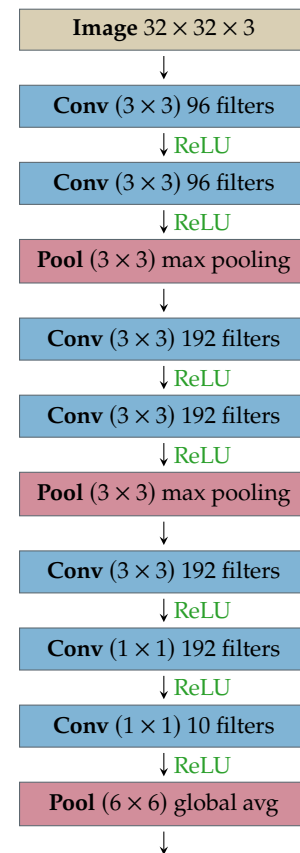 Image 32 × 32 × 3
Conv (3 × 3) 96 filters
ReLU
Conv (3 × 3) 96 filters
ReLU
Pool (3 × 3) max pooling
Conv (3 × 3) 192 filters
ReLU
Conv (3 × 3) 192 filters
ReLU
Pool (3 × 3) max pooling
Conv (3 × 3) 192 filters
ReLU
Conv (1 × 1) 192 filters
ReLU
Conv (1 × 1) 10 filters
ReLU
Pool (6 × 6) global avg